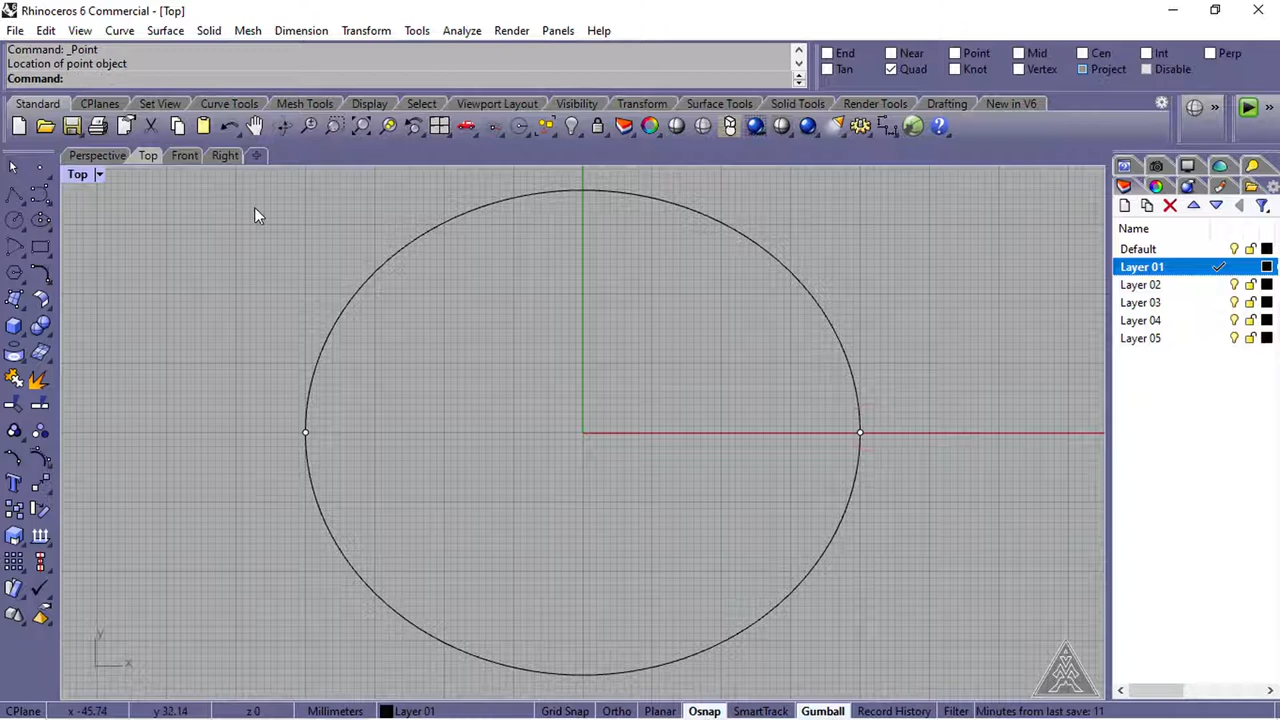 Rhinoceros 6 Commercial - [Top]
File Edit View Curve Surface Solid Mesh Dimension Transform Tools Analyze Render Panels Help
Command: _Point
Location of point object
Command:
End Near Point Mid Cen Int Perp
Tan Quad Knot Vertex Project Disable
Standard CPlanes Set View Curve Tools Mesh Tools Display Select Viewport Layout Visibility Transform Surface Tools Solid Tools Render Tools Drafting New in V6
Perspective Top Front Right
Top
Name
Default
Layer 01
Layer 02
Layer 03
Layer 04
Layer 05
y
x
CPlane x -45.74 y 32.14 z 0 Millimeters Layer 01 Grid Snap Ortho Planar Osnap SmartTrack Gumball Record History Filter Minutes from last save: 11